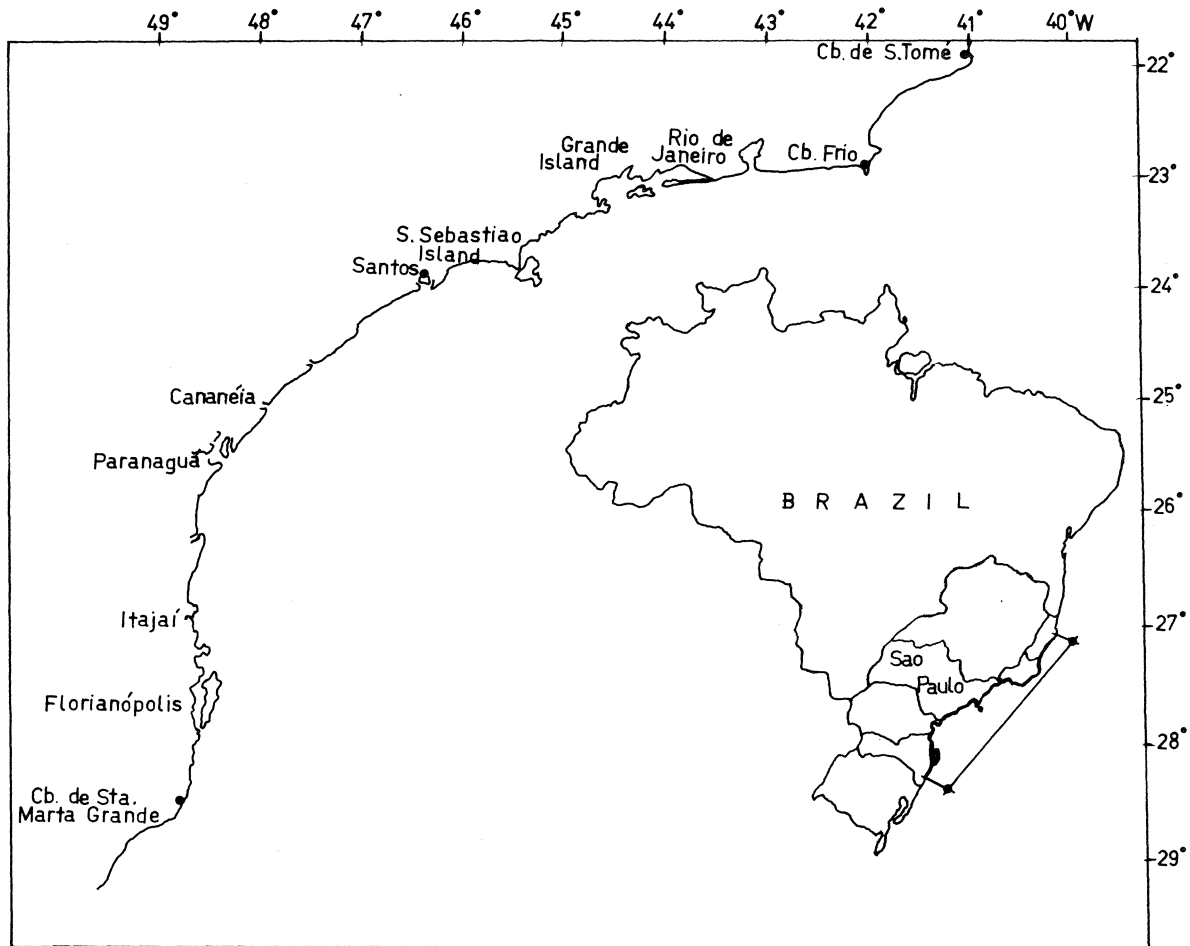 49° 48° 47° 46° 45° 44° 43° 42° 41° 40°W
Cb. de S.Tomé
22°
Grande
Island
Rio de
Janeiro
Cb. Frio
23°
S. Sebastiao
Island
Santos
24°
Cananéia
25°
Paranaguá
BRAZIL
26°
Itajaí
27°
Sao
Paulo
Florianópolis
28°
Cb. de Sta.
Marta Grande
29°